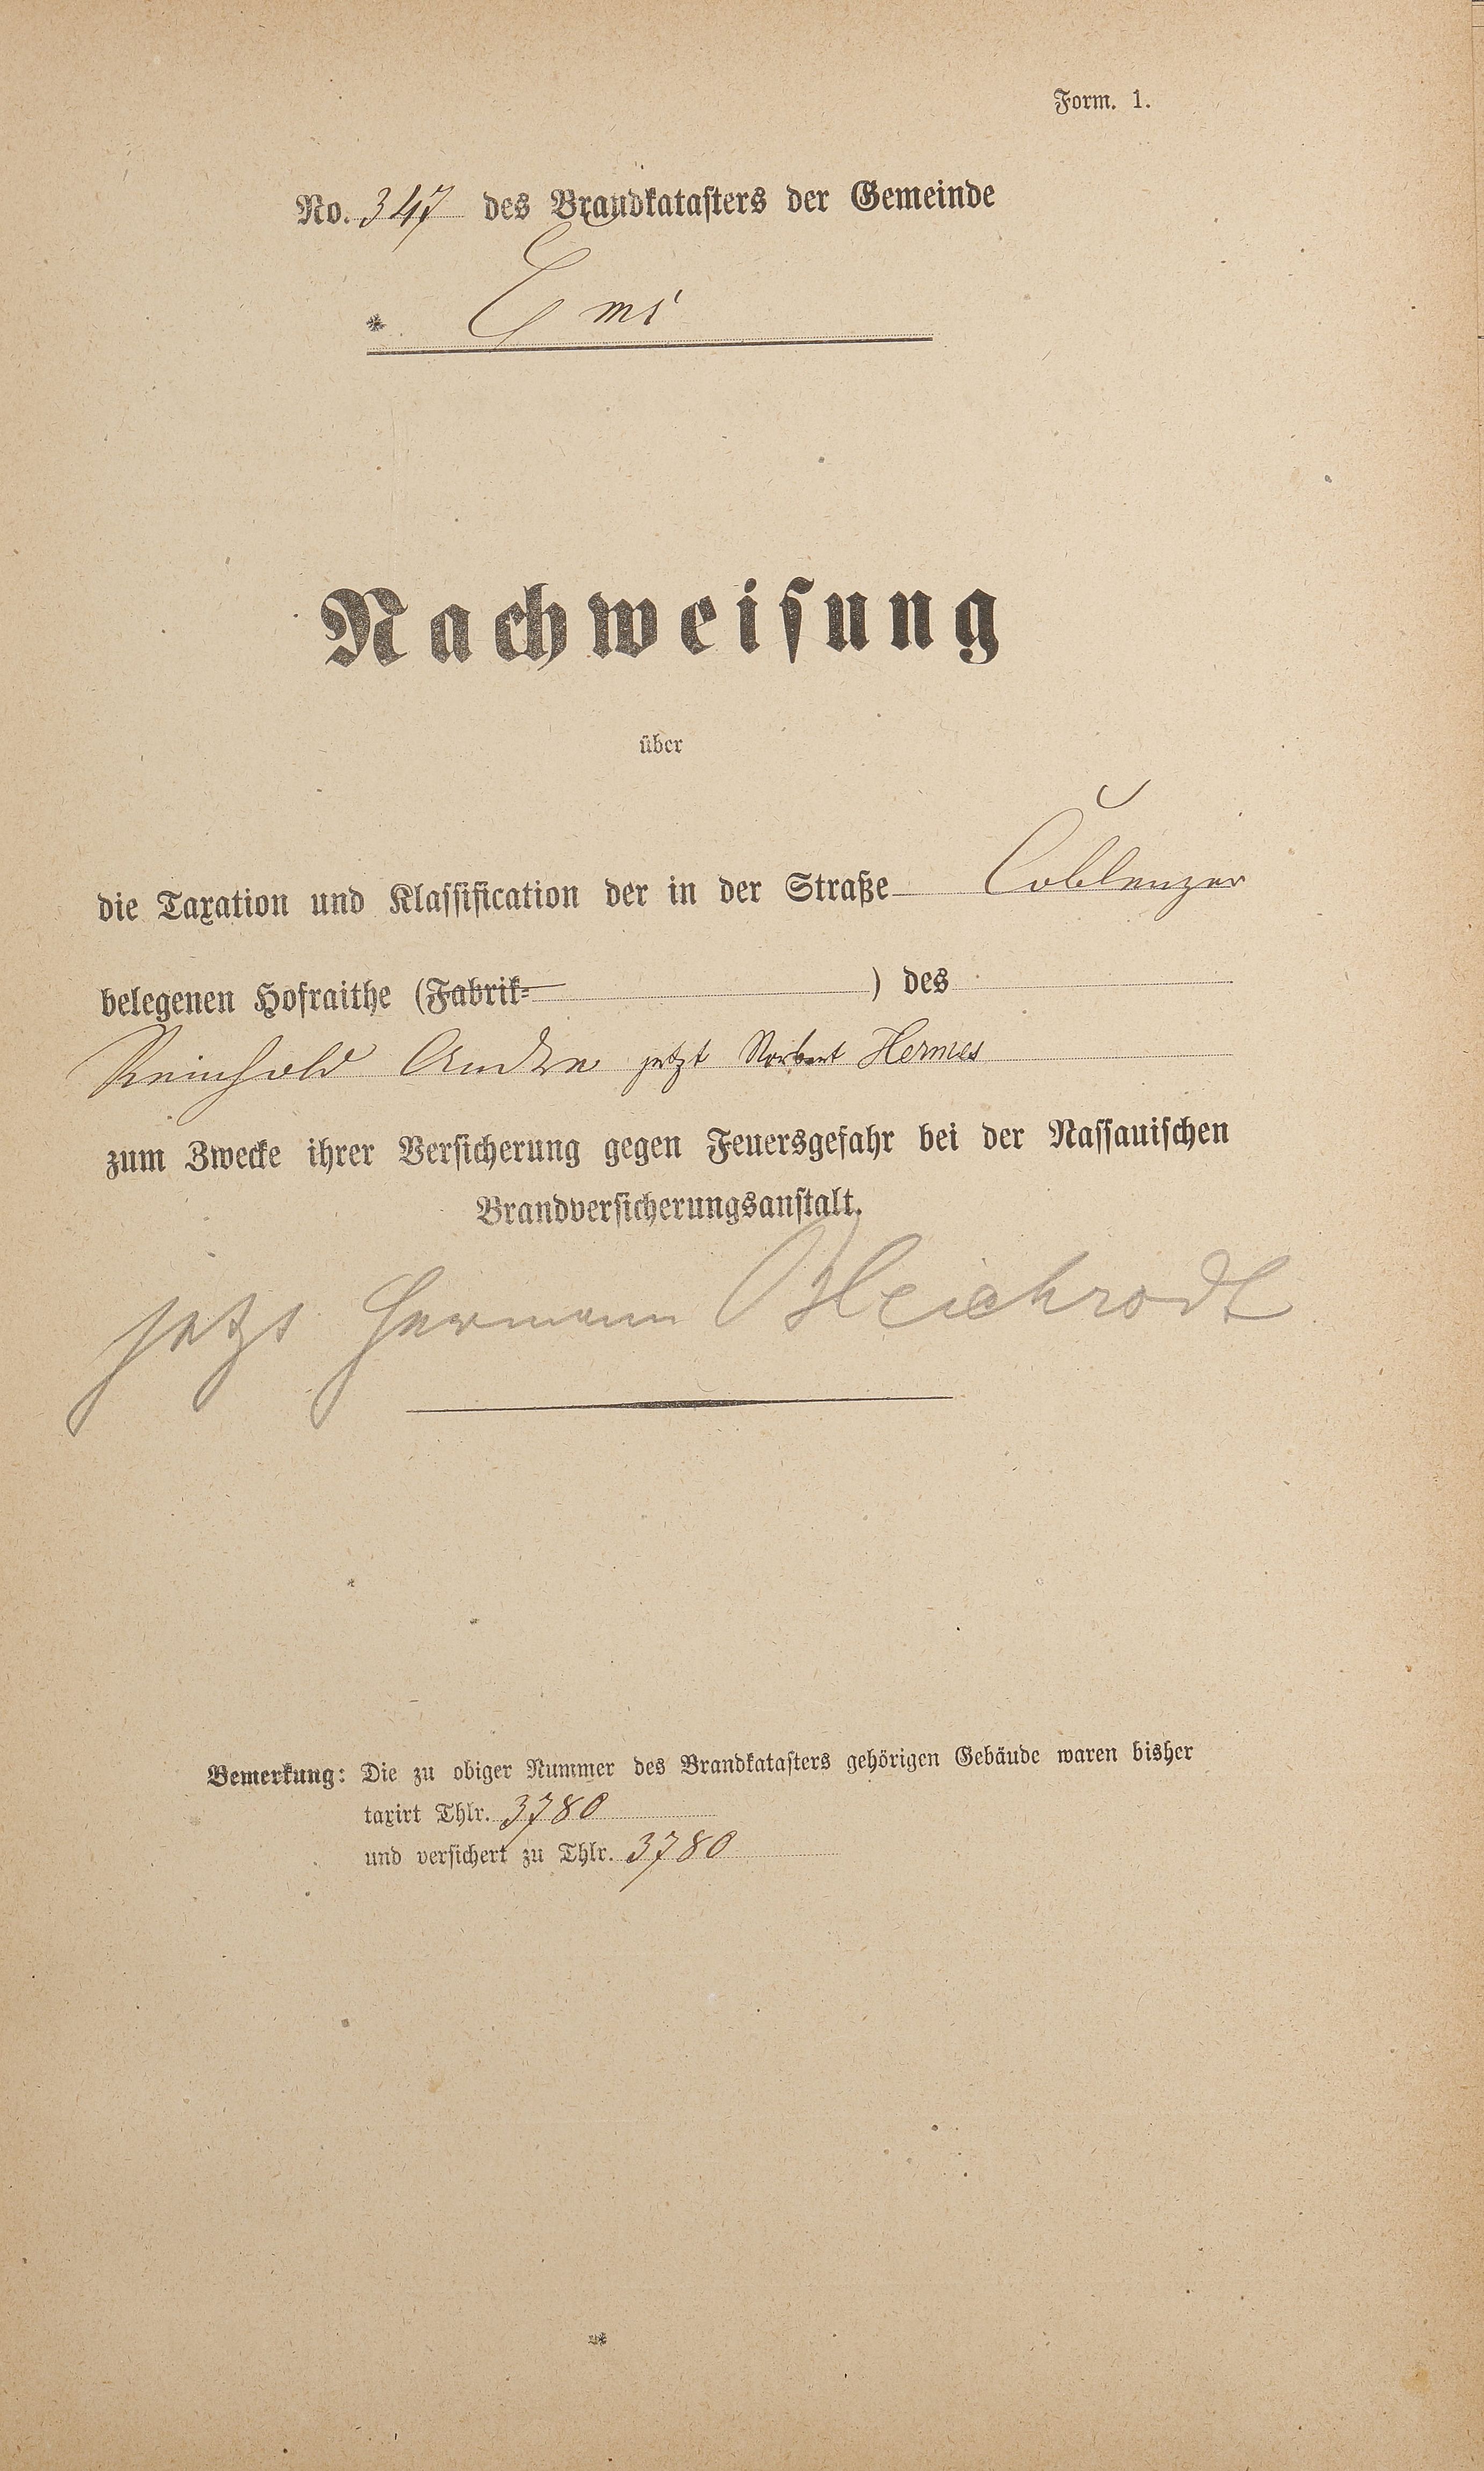 Form. 1.
No. 347 des Brandkatasters der Gemeinde
Ems
Nachweisung
über
die Taxation und Klassification der in der Straße Coblenzer
belegenen Hofraithe (Fabrik- ) des
Reinhold Andre jetzt Norbert Hermes
zum Zwecke ihrer Versicherung gegen Feuersgefahr bei der Nassauischen
Brandversicherungsanstalt.
jetzt Hermann Bleichrodt
Bemerkung: Die zu obiger Nummer des Brandkatasters gehörigen Gebäude waren bisher
taxirt Thlr. 3780
und versichert zu Thlr. 3780